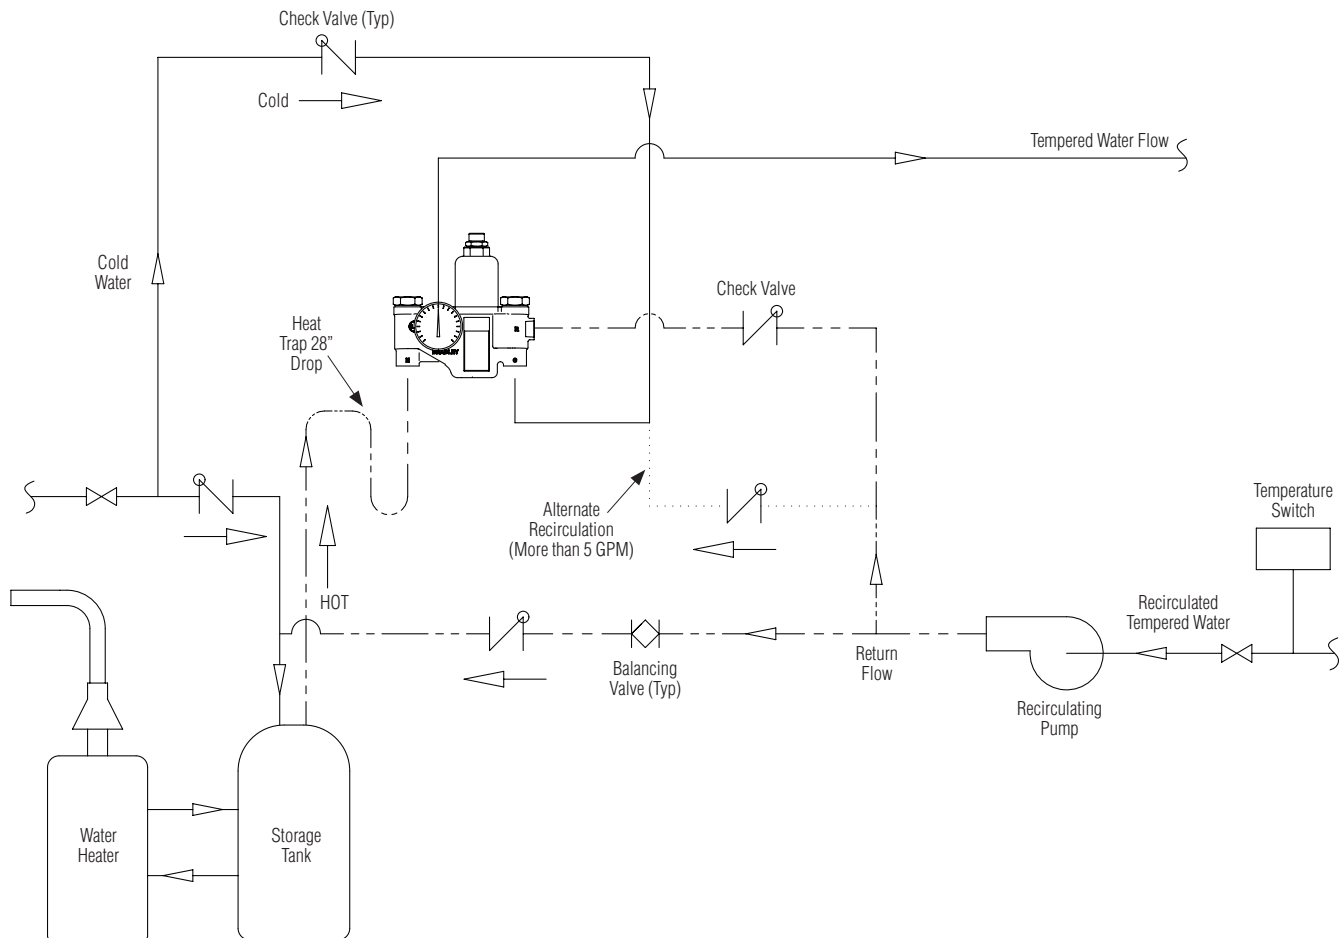 Check Valve (Typ)
Cold
Tempered Water Flow
Cold
Water
Check Valve
Heat
Trap 28"
Drop
BRADLEY
H
C
R
Temperature
Switch
Alternate
Recirculation
(More than 5 GPM)
HOT
Recirculated
Tempered Water
Balancing
Valve (Typ)
Return
Flow
Recirculating
Pump
Water
Heater
Storage
Tank